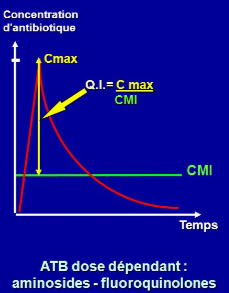 Concentration
d'antibiotique
Cmax
Q.I.= C max
CMI
CMI
Temps
ATB dose dépendant :
aminosides - fluoroquinolones